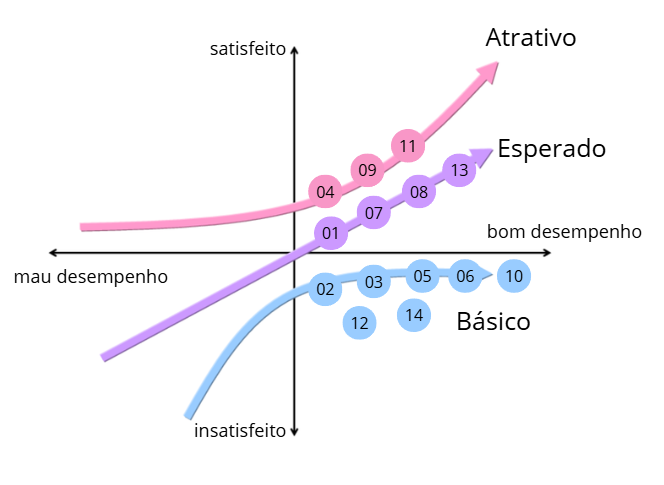 Atrativo
satisfeito
11
Esperado
09
13
04
08
07
01
bom desempenho
mau desempenho
02
03
05
06
10
12
14
Básico
insatisfeito